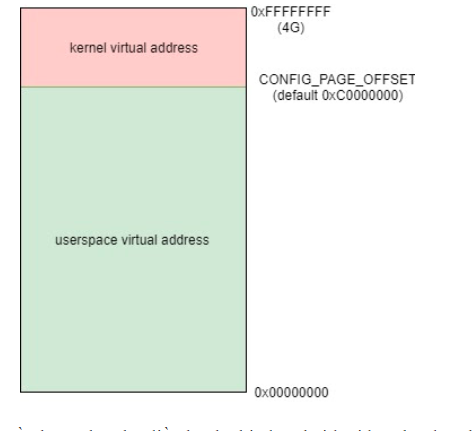 0xFFFFFFFF
(4G)
kernel virtual address
CONFIG_PAGE_OFFSET
(default 0xC0000000)
userspace virtual address
0x00000000